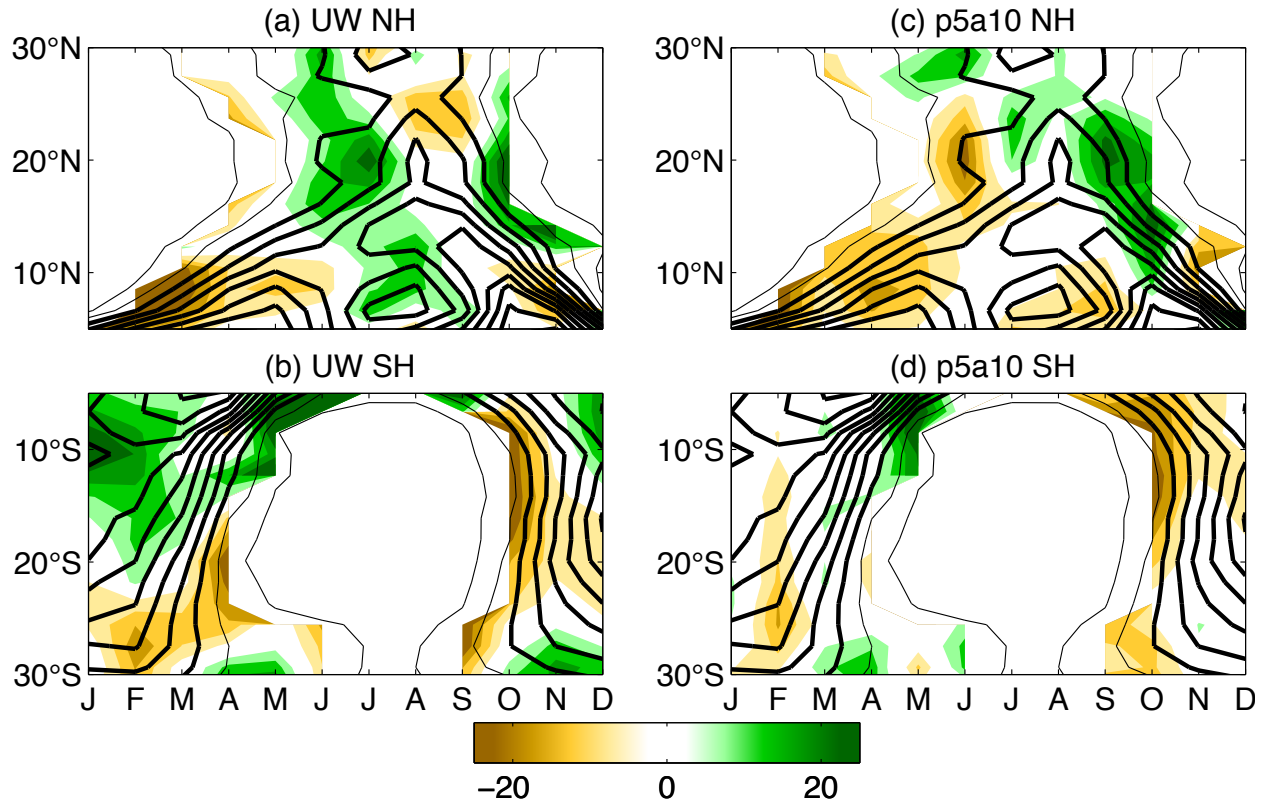 (a) UW NH
(c) p5a10 NH
30°N
30°N
20°N
20°N
10°N
10°N
(b) UW SH
(d) p5a10 SH
10°S
10°S
20°S
20°S
30°S
30°S
J F M A M J J A S O N D
J F M A M J J A S O N D
−20 0 20